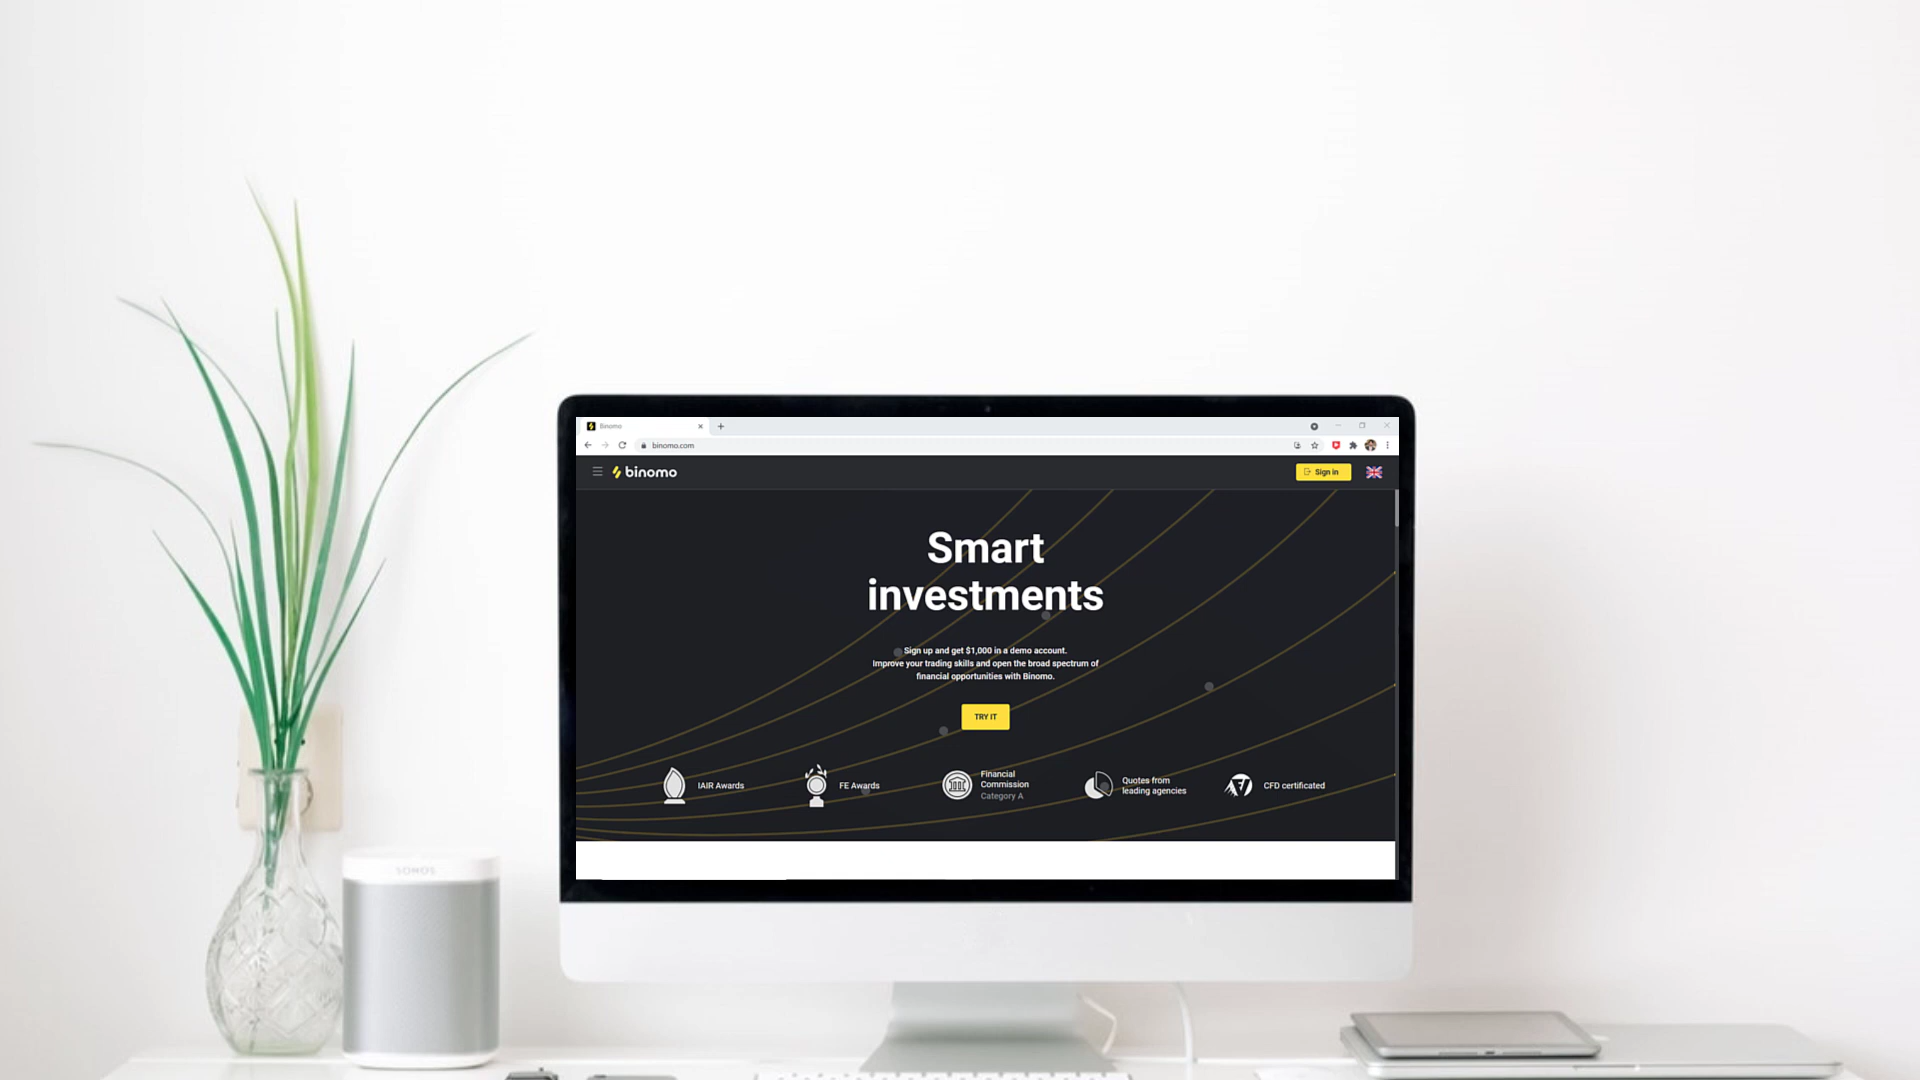 Binomo
binomo.com
binomo
Sign in
Smart
investments
Sign up and get $1,000 in a demo account.
Improve your trading skills and open the broad spectrum of
financial opportunities with Binomo.
TRY IT
IAIR Awards
FE Awards
Financial
Commission
Category A
Quotes from
leading agencies
CFD certificated
SONOS